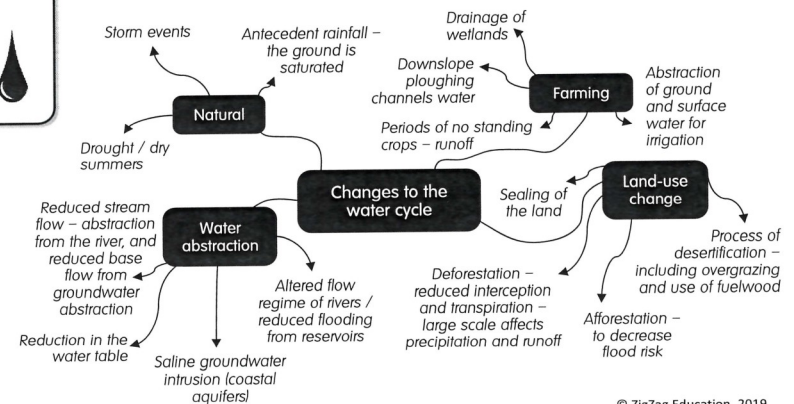 Storm events
Antecedent rainfall –
the ground is
saturated
Natural
Drought / dry
summers
Drainage of
wetlands
Downslope
ploughing
channels water
Farming
Abstraction
of ground
and surface
water for
irrigation
Periods of no standing
crops – runoff
Changes to the
water cycle
Sealing of
the land
Land-use
change
Process of
desertification –
including overgrazing
and use of fuelwood
Deforestation –
reduced interception
and transpiration –
large scale affects
precipitation and runoff
Afforestation –
to decrease
flood risk
Water
abstraction
Reduced stream
flow – abstraction
from the river, and
reduced base
flow from
groundwater
abstraction
Reduction in the
water table
Saline groundwater
intrusion (coastal
aquifers)
Altered flow
regime of rivers /
reduced flooding
from reservoirs
© ZigZag Education, 2019